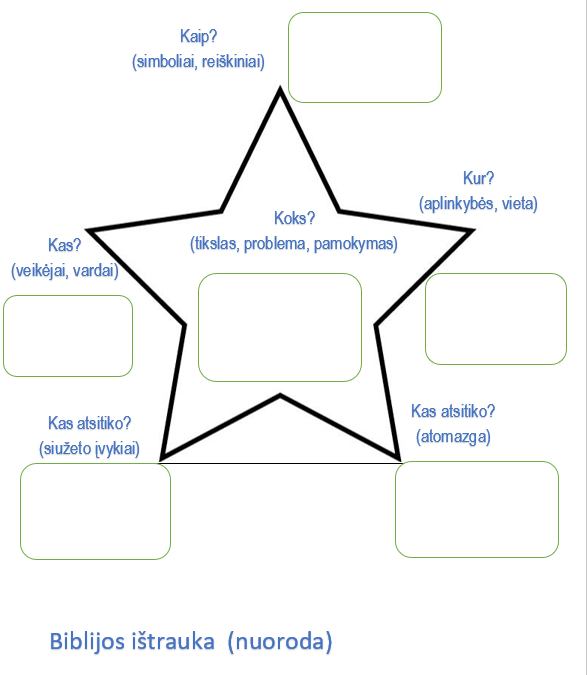 Kaip?
(simboliai, reiškiniai)
Kur?
(aplinkybės, vieta)
Koks?
(tikslas, problema, pamokymas)
Kas?
(veikėjai, vardai)
Kas atsitiko?
(siužeto įvykiai)
Kas atsitiko?
(atomazga)
Biblijos ištrauka (nuoroda)